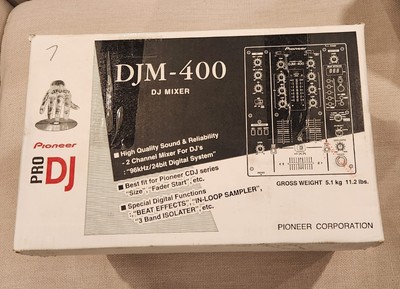 7
DJM-400
DJ MIXER
Pioneer
PRO DJ
■ High Quality Sound & Reliability
- 2 Channel Mixer For DJ's
- "96kHz/24bit Digital System"
■ Best fit for Pioneer CDJ series
"Size", "Fader Start", etc.
■ Special Digital Functions
- "BEAT EFFECTS", "IN-LOOP SAMPLER",
"3 Band ISOLATER", etc.
Pioneer
GROSS WEIGHT 5.1 kg 11.2 lbs.
PIONEER CORPORATION